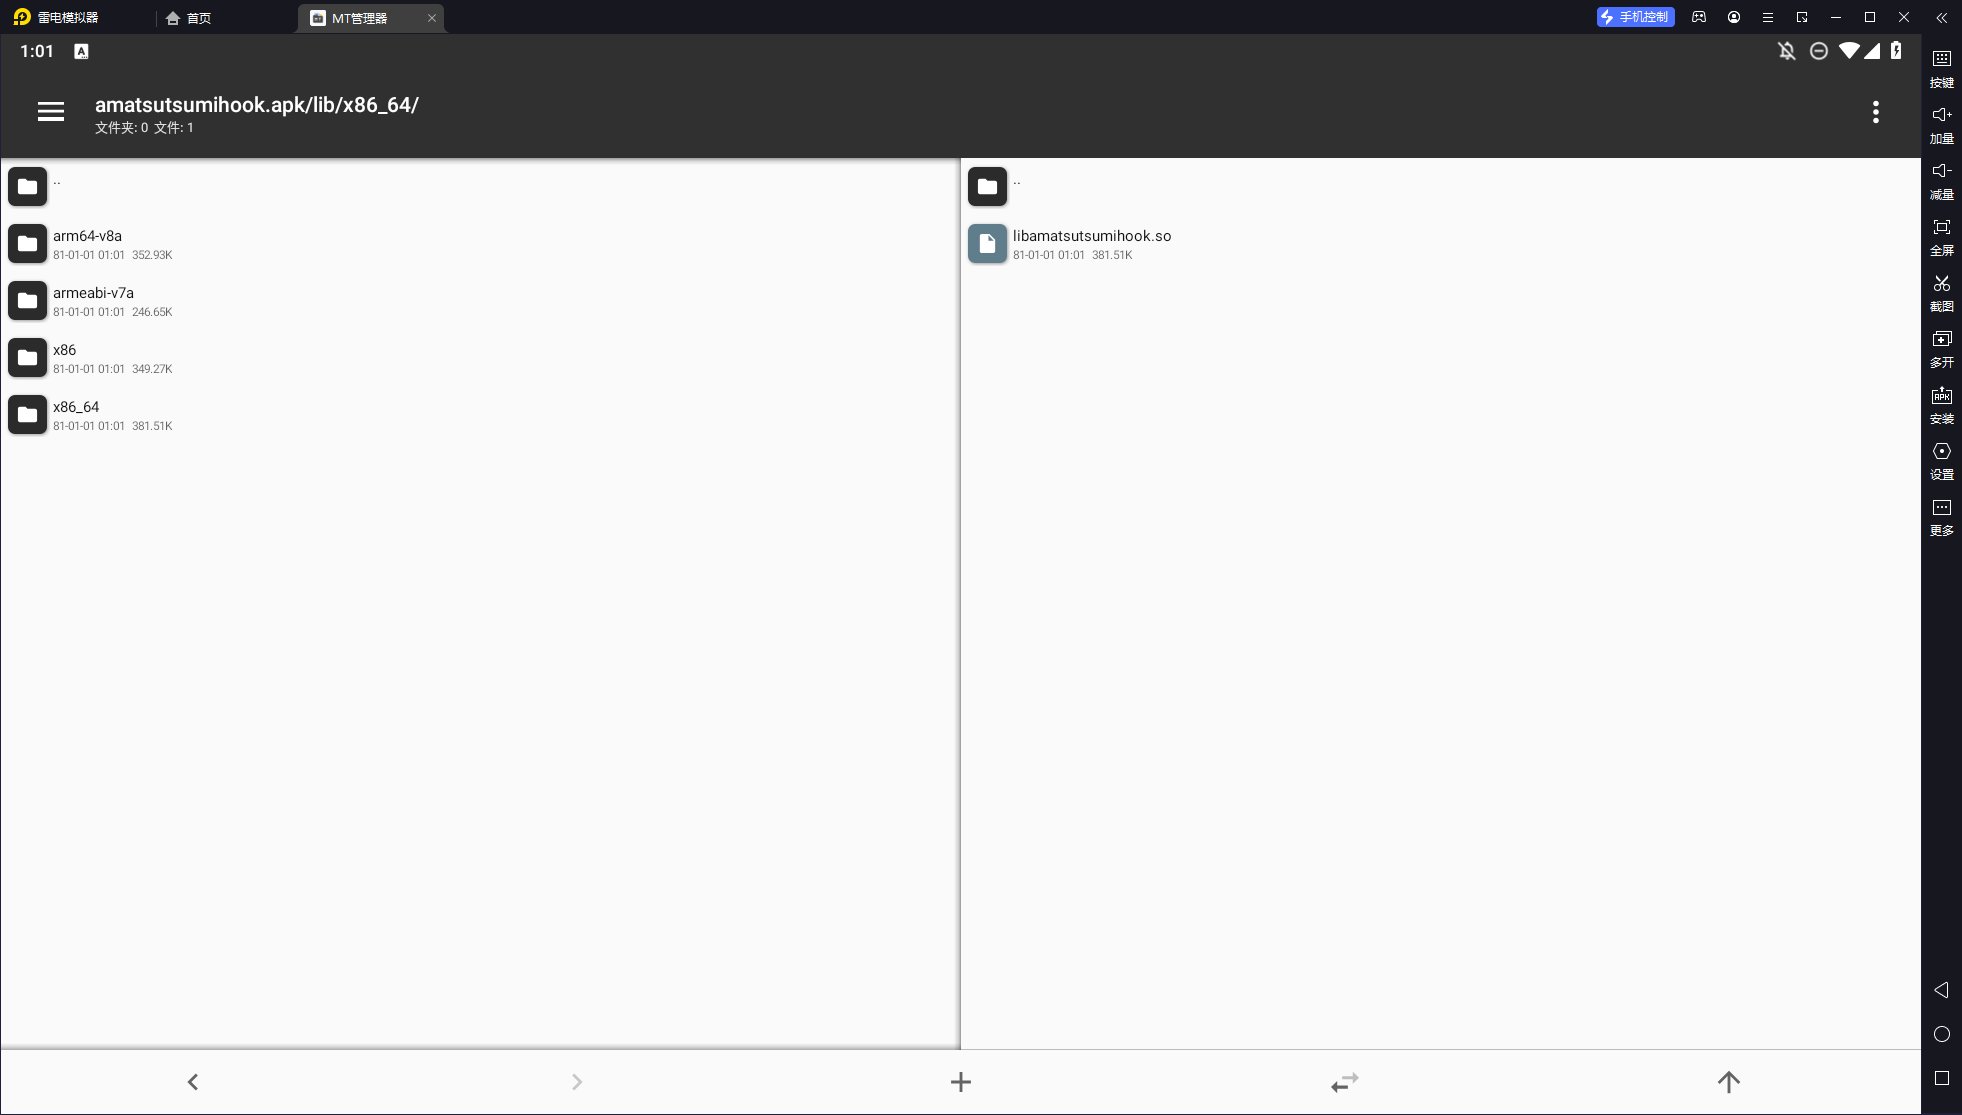 雷电模拟器
首页
MT管理器
手机控制
1:01
A
amatsutsumihook.apk/lib/x86_64/
文件夹: 0 文件: 1
..
arm64-v8a
81-01-01 01:01 352.93K
armeabi-v7a
81-01-01 01:01 246.65K
x86
81-01-01 01:01 349.27K
x86_64
81-01-01 01:01 381.51K
..
libamatsutsumihook.so
81-01-01 01:01 381.51K
按键
加量
减量
全屏
截图
多开
APK
安装
设置
更多